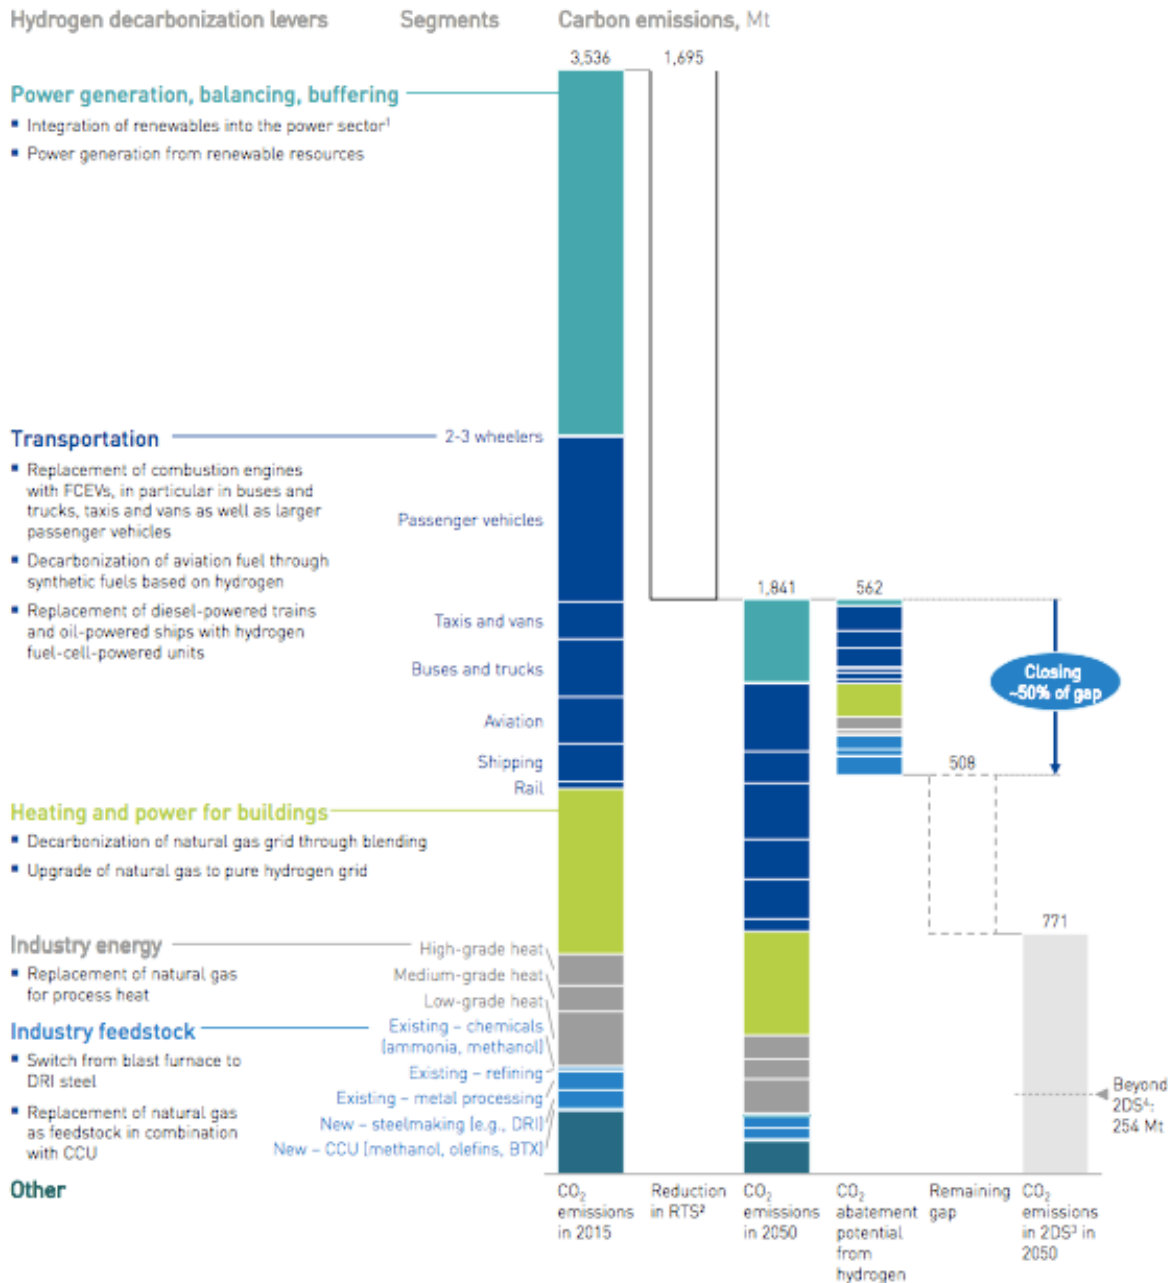 Hydrogen decarbonization levers
Segments
Carbon emissions, Mt
3,536
1,695
Power generation, balancing, buffering
▪ Integration of renewables into the power sector¹
▪ Power generation from renewable resources
Transportation
2-3 wheelers
▪ Replacement of combustion engines
with FCEVs, in particular in buses and
trucks, taxis and vans as well as larger
passenger vehicles
Passenger vehicles
▪ Decarbonization of aviation fuel through
synthetic fuels based on hydrogen
▪ Replacement of diesel-powered trains
and oil-powered ships with hydrogen
fuel-cell-powered units
1,841
562
Taxis and vans
Buses and trucks
Closing
~50% of gap
Aviation
Shipping
508
Rail
Heating and power for buildings
▪ Decarbonization of natural gas grid through blending
▪ Upgrade of natural gas to pure hydrogen grid
771
Industry energy
High-grade heat
▪ Replacement of natural gas
for process heat
Medium-grade heat
Low-grade heat
Industry feedstock
Existing – chemicals
(ammonia, methanol)
▪ Switch from blast furnace to
DRI steel
Existing – refining
Existing – metal processing
▪ Replacement of natural gas
as feedstock in combination
with CCU
New – steelmaking (e.g., DRI)
New – CCU (methanol, olefins, BTX)
Beyond
2DS⁴:
254 Mt
Other
CO₂
emissions
in 2015
Reduction
in RTS²
CO₂
emissions
in 2050
CO₂
abatement
potential
from
hydrogen
Remaining
gap
CO₂
emissions
in 2DS³ in
2050